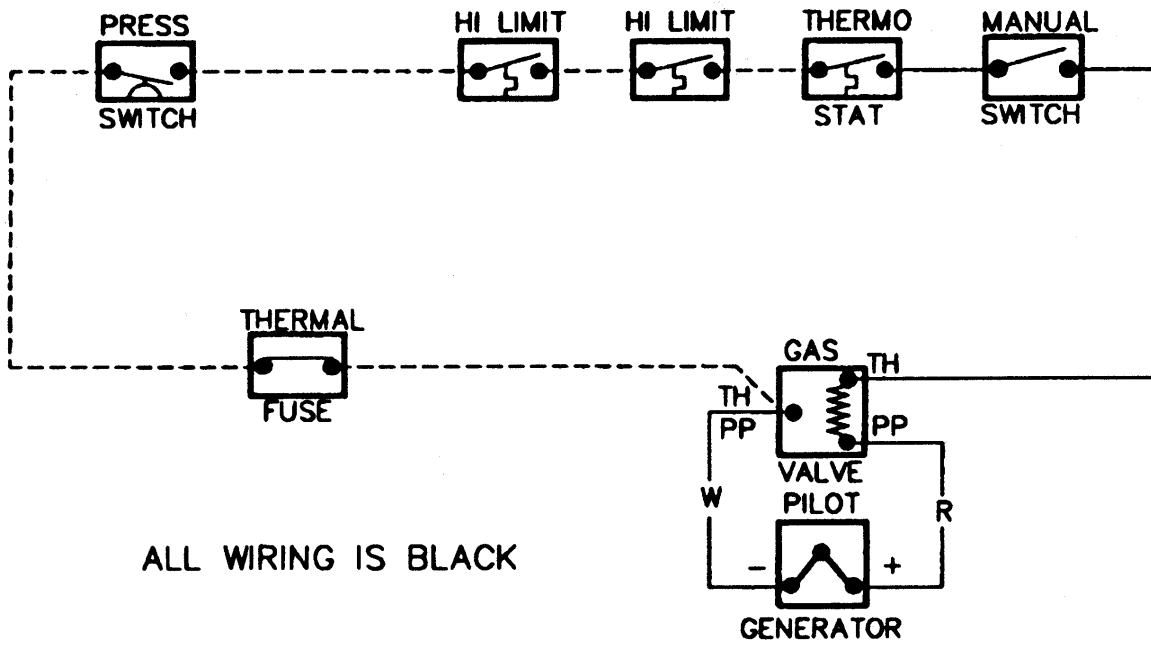 PRESS
SWITCH
HI LIMIT
HI LIMIT
THERMO
STAT
MANUAL
SWITCH
THERMAL
FUSE
GAS
TH
TH
PP
PP
VALVE
W
R
PILOT
- +
GENERATOR
ALL WIRING IS BLACK